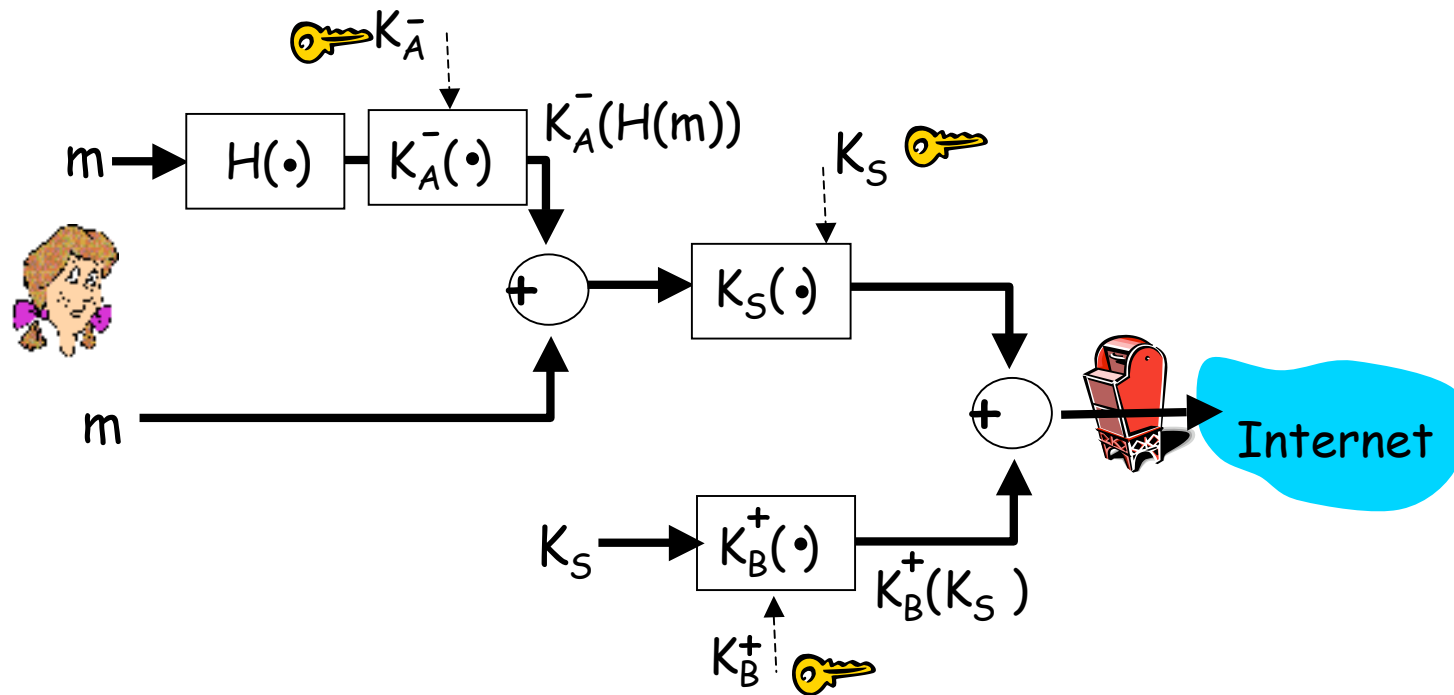 K_A^-
m
H(•)
K_A^-(•)
K_A^-(H(m))
K_S
+
K_S(•)
m
+
Internet
K_S
K_B^+(•)
K_B^+(K_S )
K_B^+